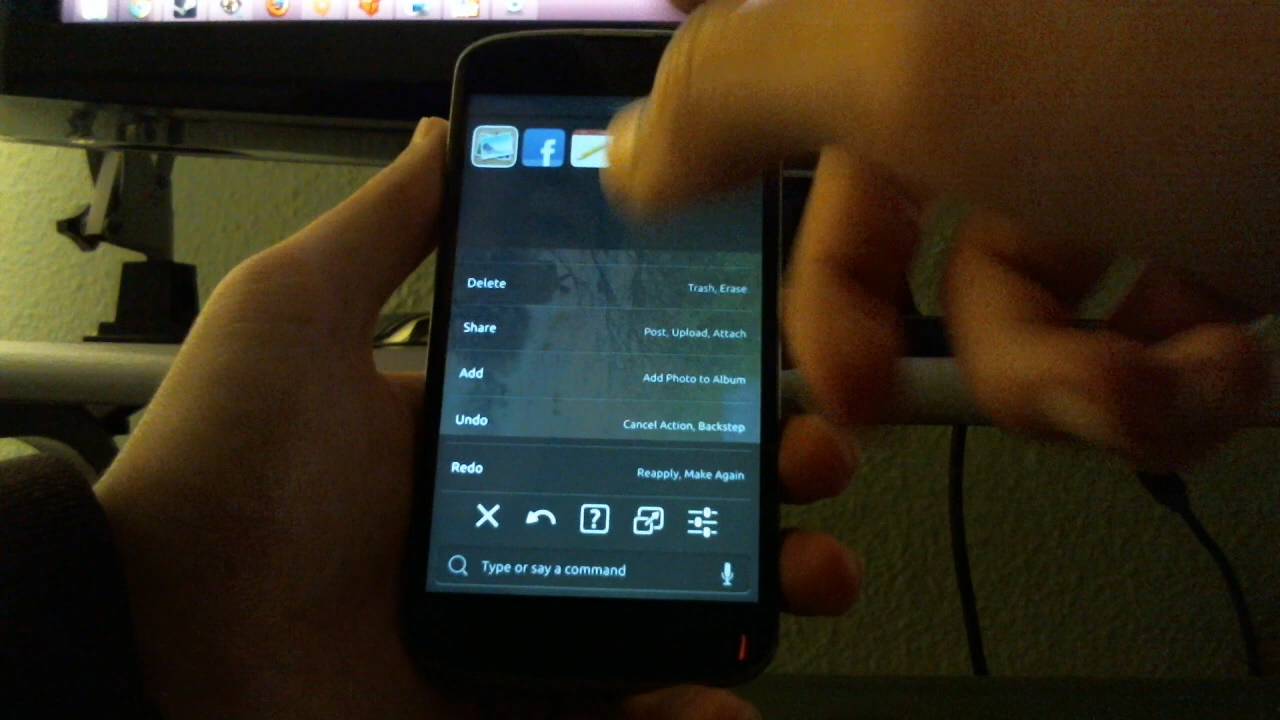 f
Delete Trash, Erase
Share Post, Upload, Attach
Add Add Photo to Album
Undo Cancel Action, Backstep
Redo Reapply, Make Again
?
Type or say a command